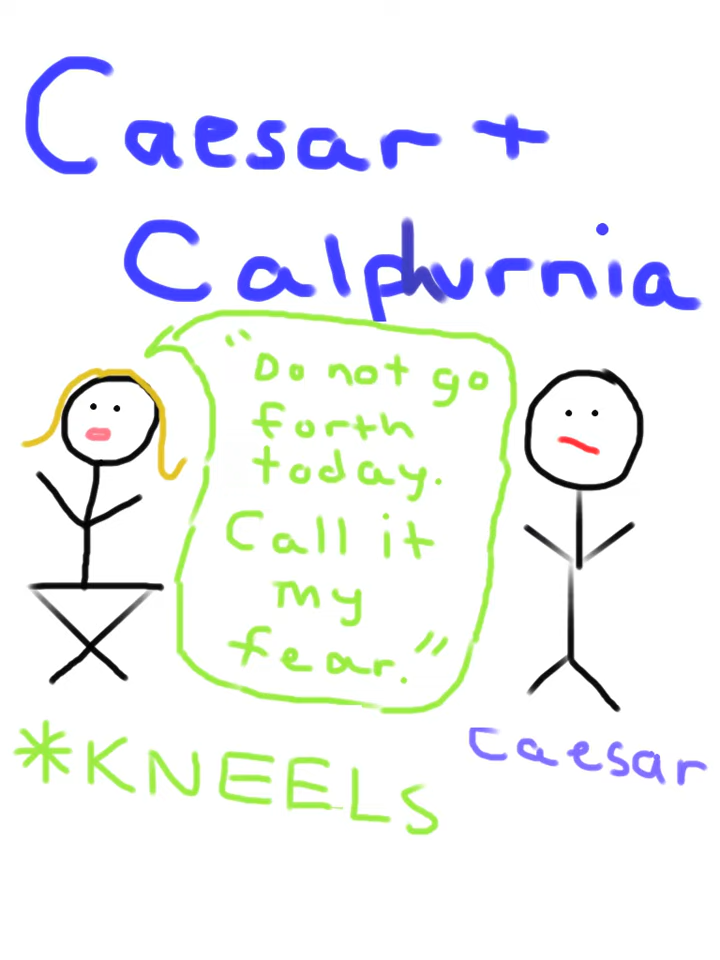 Caesar +
Calphurnia
"Do not go
forth
today.
Call it
my
fear."
*KNEELS
Caesar